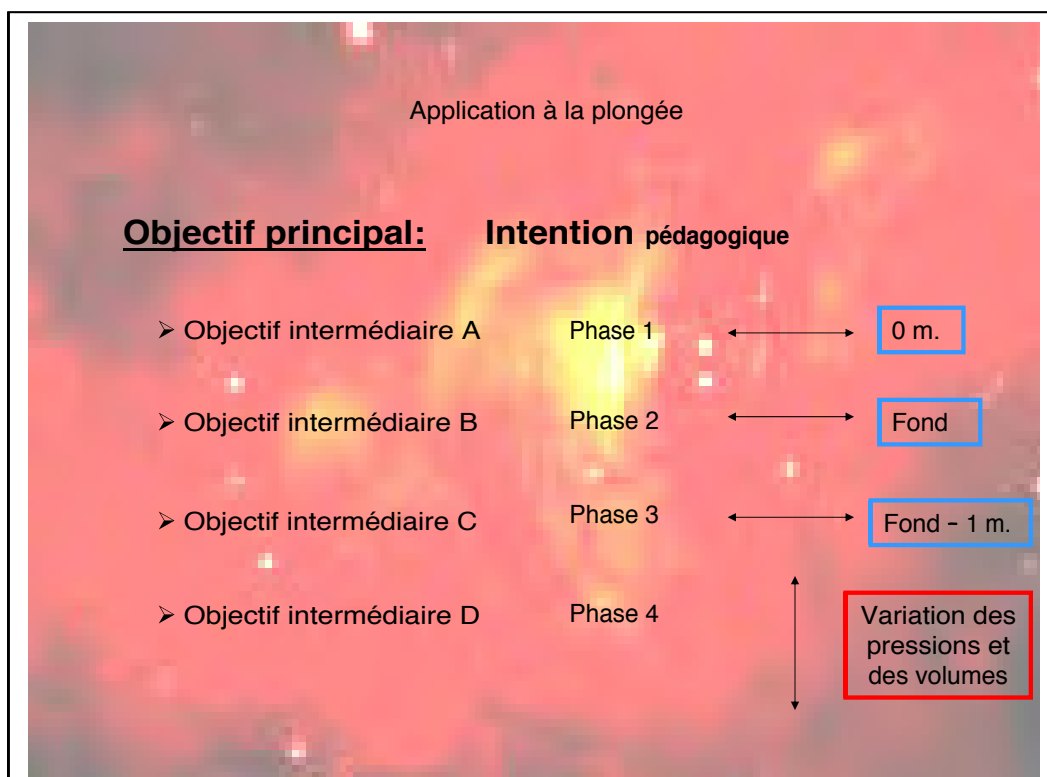 Application à la plongée
Objectif principal: Intention pédagogique
➢ Objectif intermédiaire A Phase 1 0 m.
➢ Objectif intermédiaire B Phase 2 Fond
➢ Objectif intermédiaire C Phase 3 Fond - 1 m.
➢ Objectif intermédiaire D Phase 4 Variation des
pressions et
des volumes